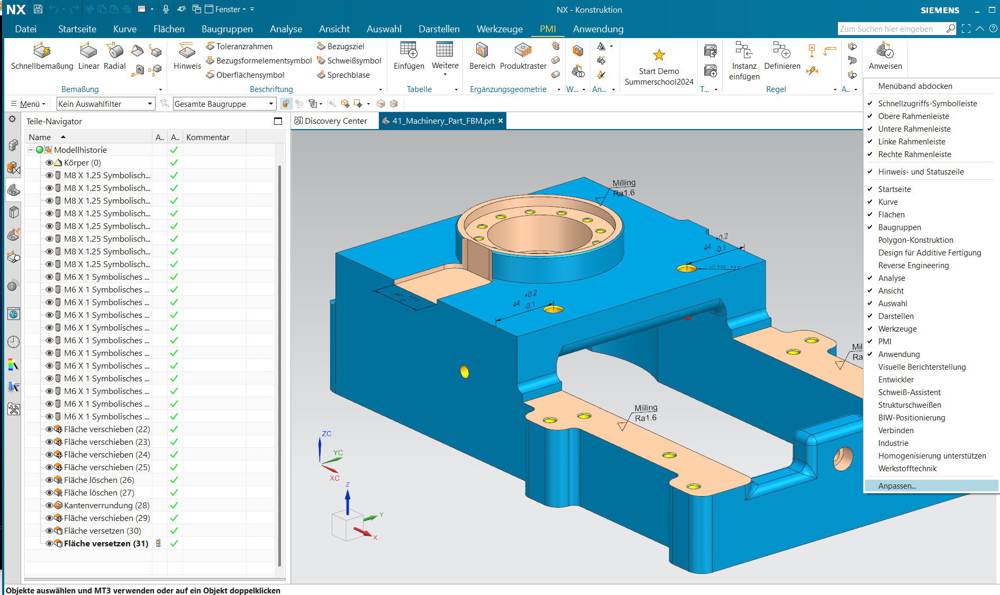 NX
Fenster
NX - Konstruktion
SIEMENS
Datei
Startseite
Kurve
Flächen
Baugruppen
Analyse
Ansicht
Auswahl
Darstellen
Werkzeuge
PMI
Anwendung
Zum Suchen hier eingeben
Schnellbemaßung
Linear
Radial
Bemaßung
Hinweis
Toleranzrahmen
Bezugsformelementsymbol
Oberflächensymbol
Bezugsziel
Schweißsymbol
Sprechblase
Beschriftung
Einfügen
Weitere
Tabelle
Bereich
Produktraster
Ergänzungsgeometrie
W...
An...
Start Demo
Summerschool2024
T...
Instanz
einfügen
Definieren
Regel
A..
Anweisen
Menü
Kein Auswahlfilter
Gesamte Baugruppe
Teile-Navigator
Discovery Center
41_Machinery_Part_FBM.prt
Name
A..
A..
Kommentar
Modellhistorie
Körper (0)
M8 X 1.25 Symbolisch...
M8 X 1.25 Symbolisch...
M8 X 1.25 Symbolisch...
M8 X 1.25 Symbolisch...
M8 X 1.25 Symbolisch...
M8 X 1.25 Symbolisch...
M8 X 1.25 Symbolisch...
M8 X 1.25 Symbolisch...
M6 X 1 Symbolisches ...
M6 X 1 Symbolisches ...
M6 X 1 Symbolisches ...
M6 X 1 Symbolisches ...
M6 X 1 Symbolisches ...
M6 X 1 Symbolisches ...
M6 X 1 Symbolisches ...
M6 X 1 Symbolisches ...
M6 X 1 Symbolisches ...
M6 X 1 Symbolisches ...
M6 X 1 Symbolisches ...
M6 X 1 Symbolisches ...
Fläche verschieben (22)
Fläche verschieben (23)
Fläche verschieben (24)
Fläche verschieben (25)
Fläche löschen (26)
Fläche löschen (27)
Kantenverrundung (28)
Fläche verschieben (29)
Fläche versetzen (30)
Fläche versetzen (31)
Milling
Ra1.6
44 +0.2
-0.1
44 +0.2
-0.1
Mil
Ra
Milling
Ra1.6
ZC
YC
XC
Z
Y
X
Menüband abdocken
Schnellzugriffs-Symbolleiste
Obere Rahmenleiste
Untere Rahmenleiste
Linke Rahmenleiste
Rechte Rahmenleiste
Hinweis- und Statuszeile
Startseite
Kurve
Flächen
Baugruppen
Polygon-Konstruktion
Design für Additive Fertigung
Reverse Engineering
Analyse
Ansicht
Auswahl
Darstellen
Werkzeuge
PMI
Anwendung
Visuelle Berichterstellung
Entwickler
Schweiß-Assistent
Strukturschweißen
BIW-Positionierung
Verbinden
Industrie
Homogenisierung unterstützen
Werkstofftechnik
Anpassen...
Objekte auswählen und MT3 verwenden oder auf ein Objekt doppelklicken